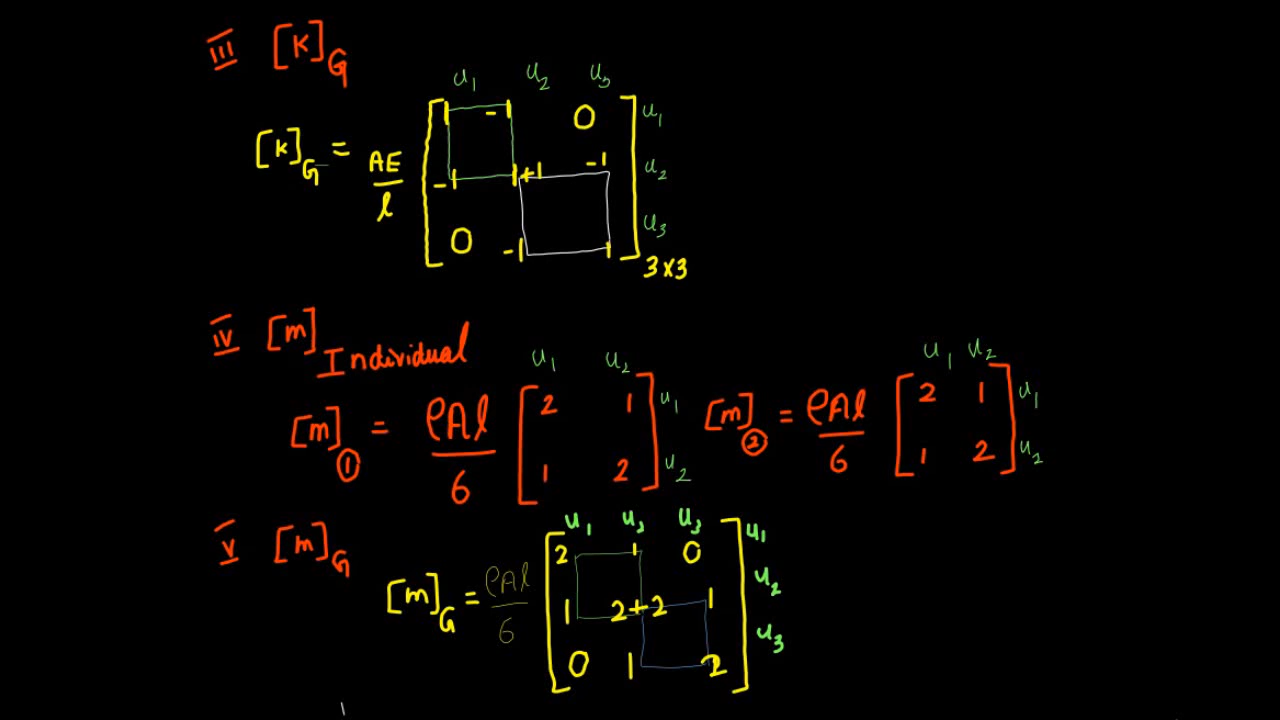 III [K]G
u1 u2 u3
[K]G = AE/l [1 -1 0 u1
-1 1+1 -1 u2
0 -1 1] u3
3x3
IV [m] Individual
u1 u2 u1 u2
[m]① = ρAl/6 [2 1 u1 [m]② = ρAl/6 [2 1 u1
1 2] u2 1 2] u2
V [m]G
u1 u2 u3
[m]G = ρAl/6 [2 1 0 u1
1 2+2 1 u2
0 1 2] u3